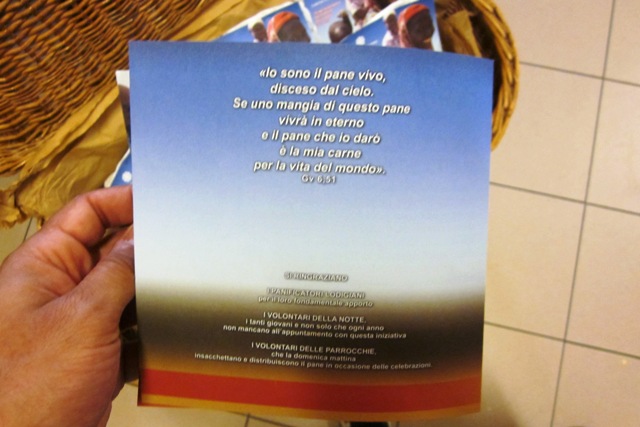 «Io sono il pane vivo,
disceso dal cielo.
Se uno mangia di questo pane
vivrà in eterno
e il pane che io darò
è la mia carne
per la vita del mondo».
Gv 6,51
SI RINGRAZIANO
I PANIFICATORI LODIGIANI
per il loro fondamentale apporto
I VOLONTARI DELLA NOTTE,
i tanti giovani e non solo che ogni anno
non mancano all'appuntamento con questa iniziativa
I VOLONTARI DELLE PARROCCHIE,
che la domenica mattina
insacchettano e distribuiscono il pane in occasione delle celebrazioni.